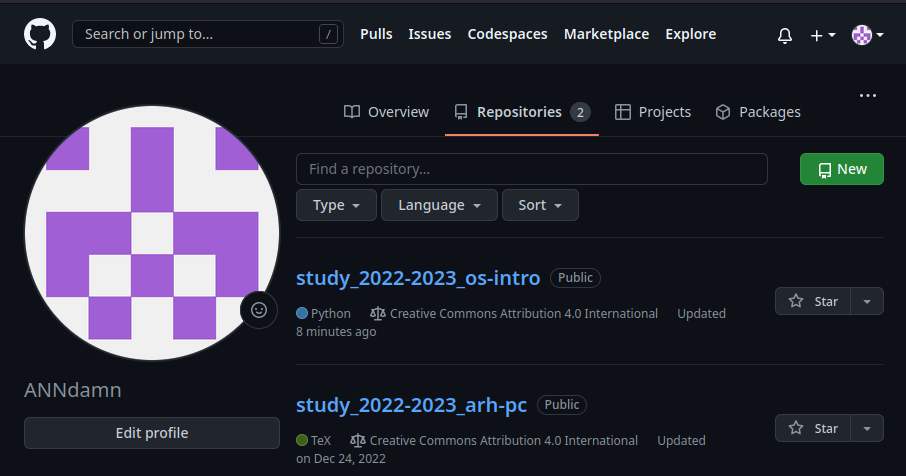 Search or jump to... /
Pulls Issues Codespaces Marketplace Explore
Overview Repositories 2 Projects Packages
Find a repository...
New
Type Language Sort
study_2022-2023_os-intro Public
Star
Python Creative Commons Attribution 4.0 International Updated
8 minutes ago
ANNdamn
Edit profile
study_2022-2023_arh-pc Public
Star
TeX Creative Commons Attribution 4.0 International Updated
on Dec 24, 2022